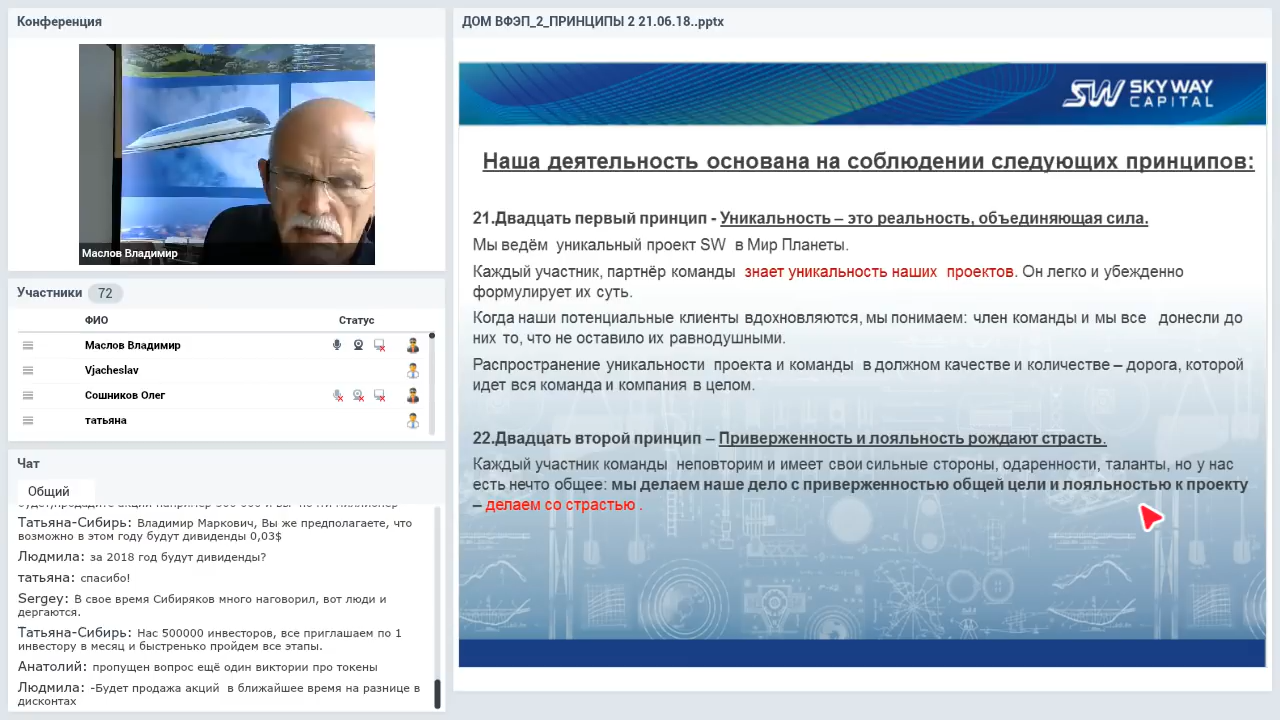 Конференция
Маслов Владимир
Участники 72
ФИО Статус
Маслов Владимир
Vjacheslav
Сошников Олег
татьяна
Чат
Общий
Татьяна-Сибирь: Владимир Маркович, Вы же предполагаете, что
возможно в этом году будут дивиденды 0,03$
Людмила: за 2018 год будут дивиденды?
татьяна: спасибо!
Sergey: В свое время Сибиряков много наговорил, вот люди и
дергаются.
Татьяна-Сибирь: Нас 500000 инвесторов, все приглашаем по 1
инвестору в месяц и быстренько пройдем все этапы.
Анатолий: пропущен вопрос ещё один виктории про токены
Людмила: -Будет продажа акций в ближайшее время на разнице в
дисконтах
ДОМ ВФЭП_2_ПРИНЦИПЫ 2 21.06.18..pptx
SW SKY WAY
CAPITAL
Наша деятельность основана на соблюдении следующих принципов:
21.Двадцать первый принцип - Уникальность – это реальность, объединяющая сила.
Мы ведём уникальный проект SW в Мир Планеты.
Каждый участник, партнёр команды знает уникальность наших проектов. Он легко и убежденно
формулирует их суть.
Когда наши потенциальные клиенты вдохновляются, мы понимаем: член команды и мы все донесли до
них то, что не оставило их равнодушными.
Распространение уникальности проекта и команды в должном качестве и количестве – дорога, которой
идет вся команда и компания в целом.
22.Двадцать второй принцип – Приверженность и лояльность рождают страсть.
Каждый участник команды неповторим и имеет свои сильные стороны, одаренности, таланты, но у нас
есть нечто общее: мы делаем наше дело с приверженностью общей цели и лояльностью к проекту
– делаем со страстью .